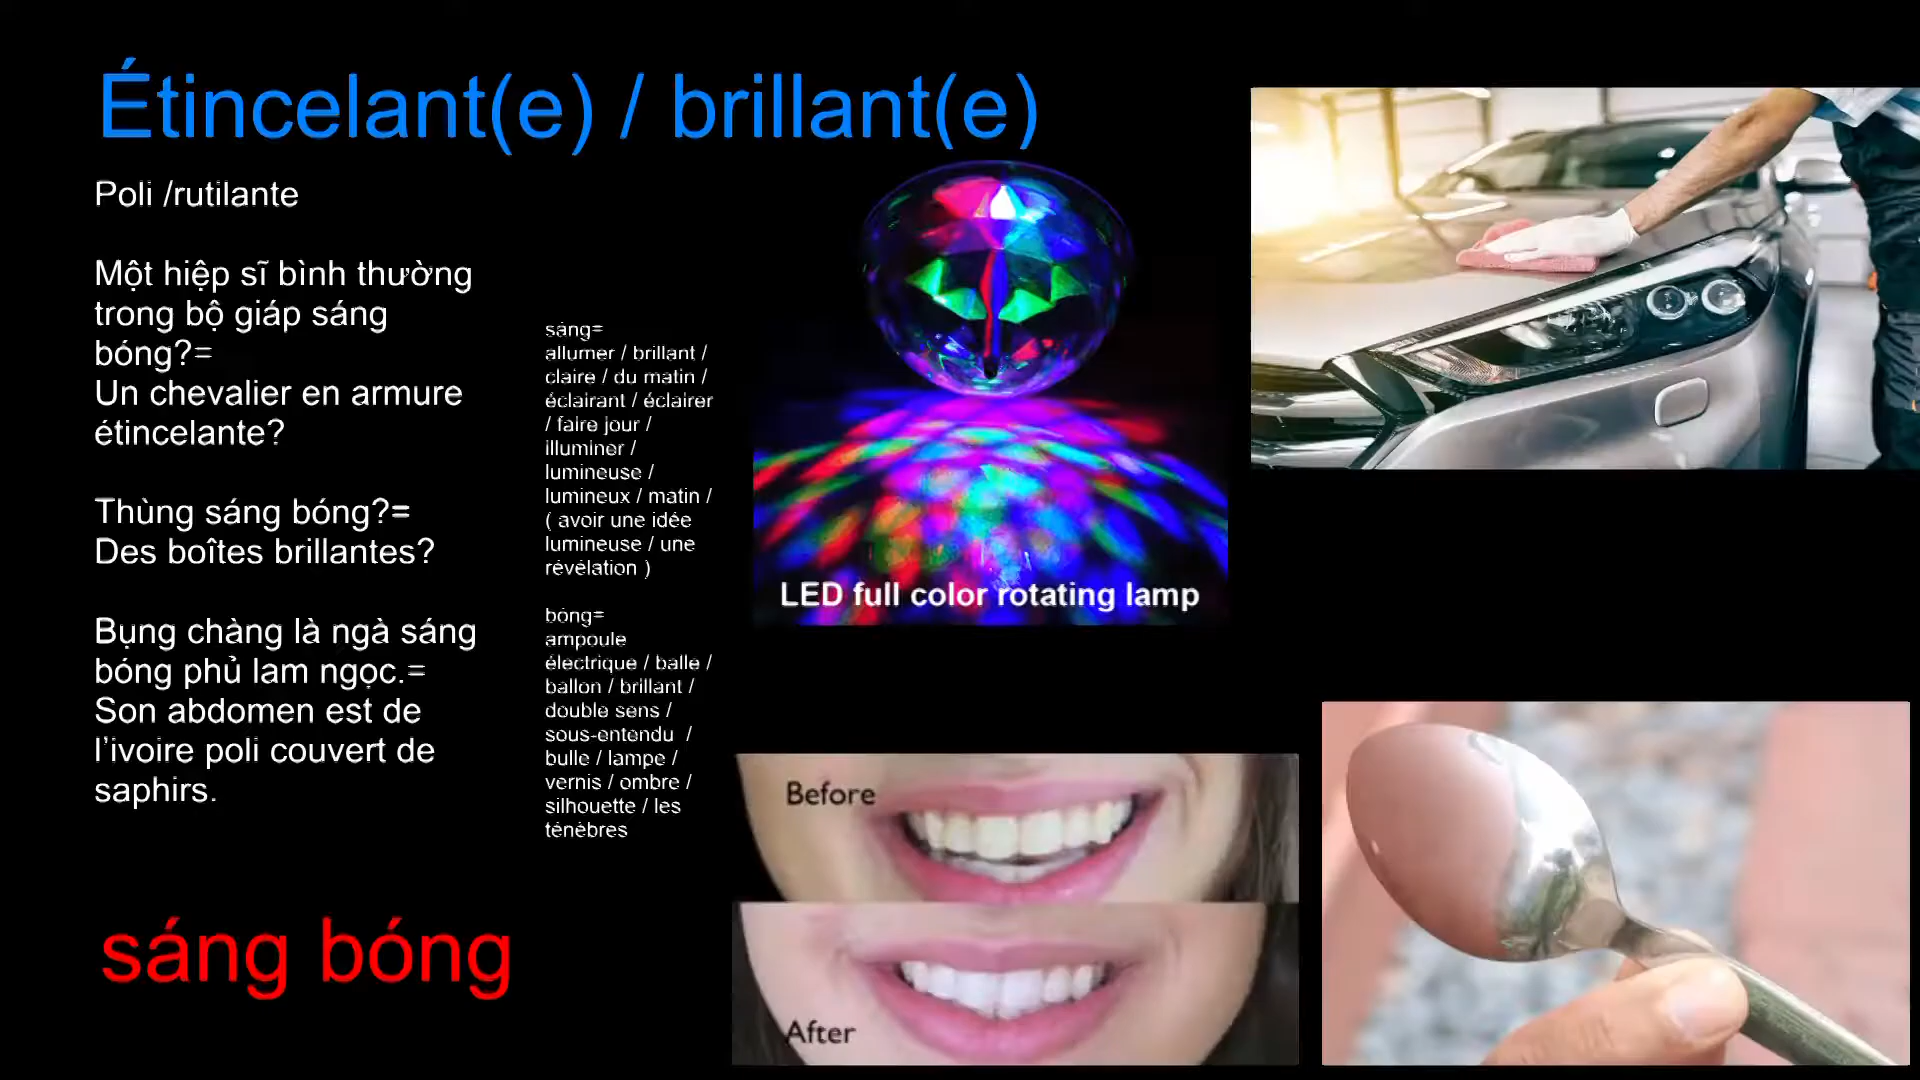 Étincelant(e) / brillant(e)
Poli /rutilante
Một hiệp sĩ bình thường
trong bộ giáp sáng
bóng?=
Un chevalier en armure
étincelante?
Thùng sáng bóng?=
Des boîtes brillantes?
Bụng chàng là ngà sáng
bóng phủ lam ngọc.=
Son abdomen est de
l’ivoire poli couvert de
saphirs.
sáng bóng
sáng=
allumer / brillant /
claire / du matin /
éclairant / éclairer
/ faire jour /
illuminer /
lumineuse /
lumineux / matin /
( avoir une idée
lumineuse / une
révélation )
bóng=
ampoule
électrique / balle /
ballon / brillant /
double sens /
sous-entendu /
bulle / lampe /
vernis / ombre /
silhouette / les
ténèbres
LED full color rotating lamp
Before
After